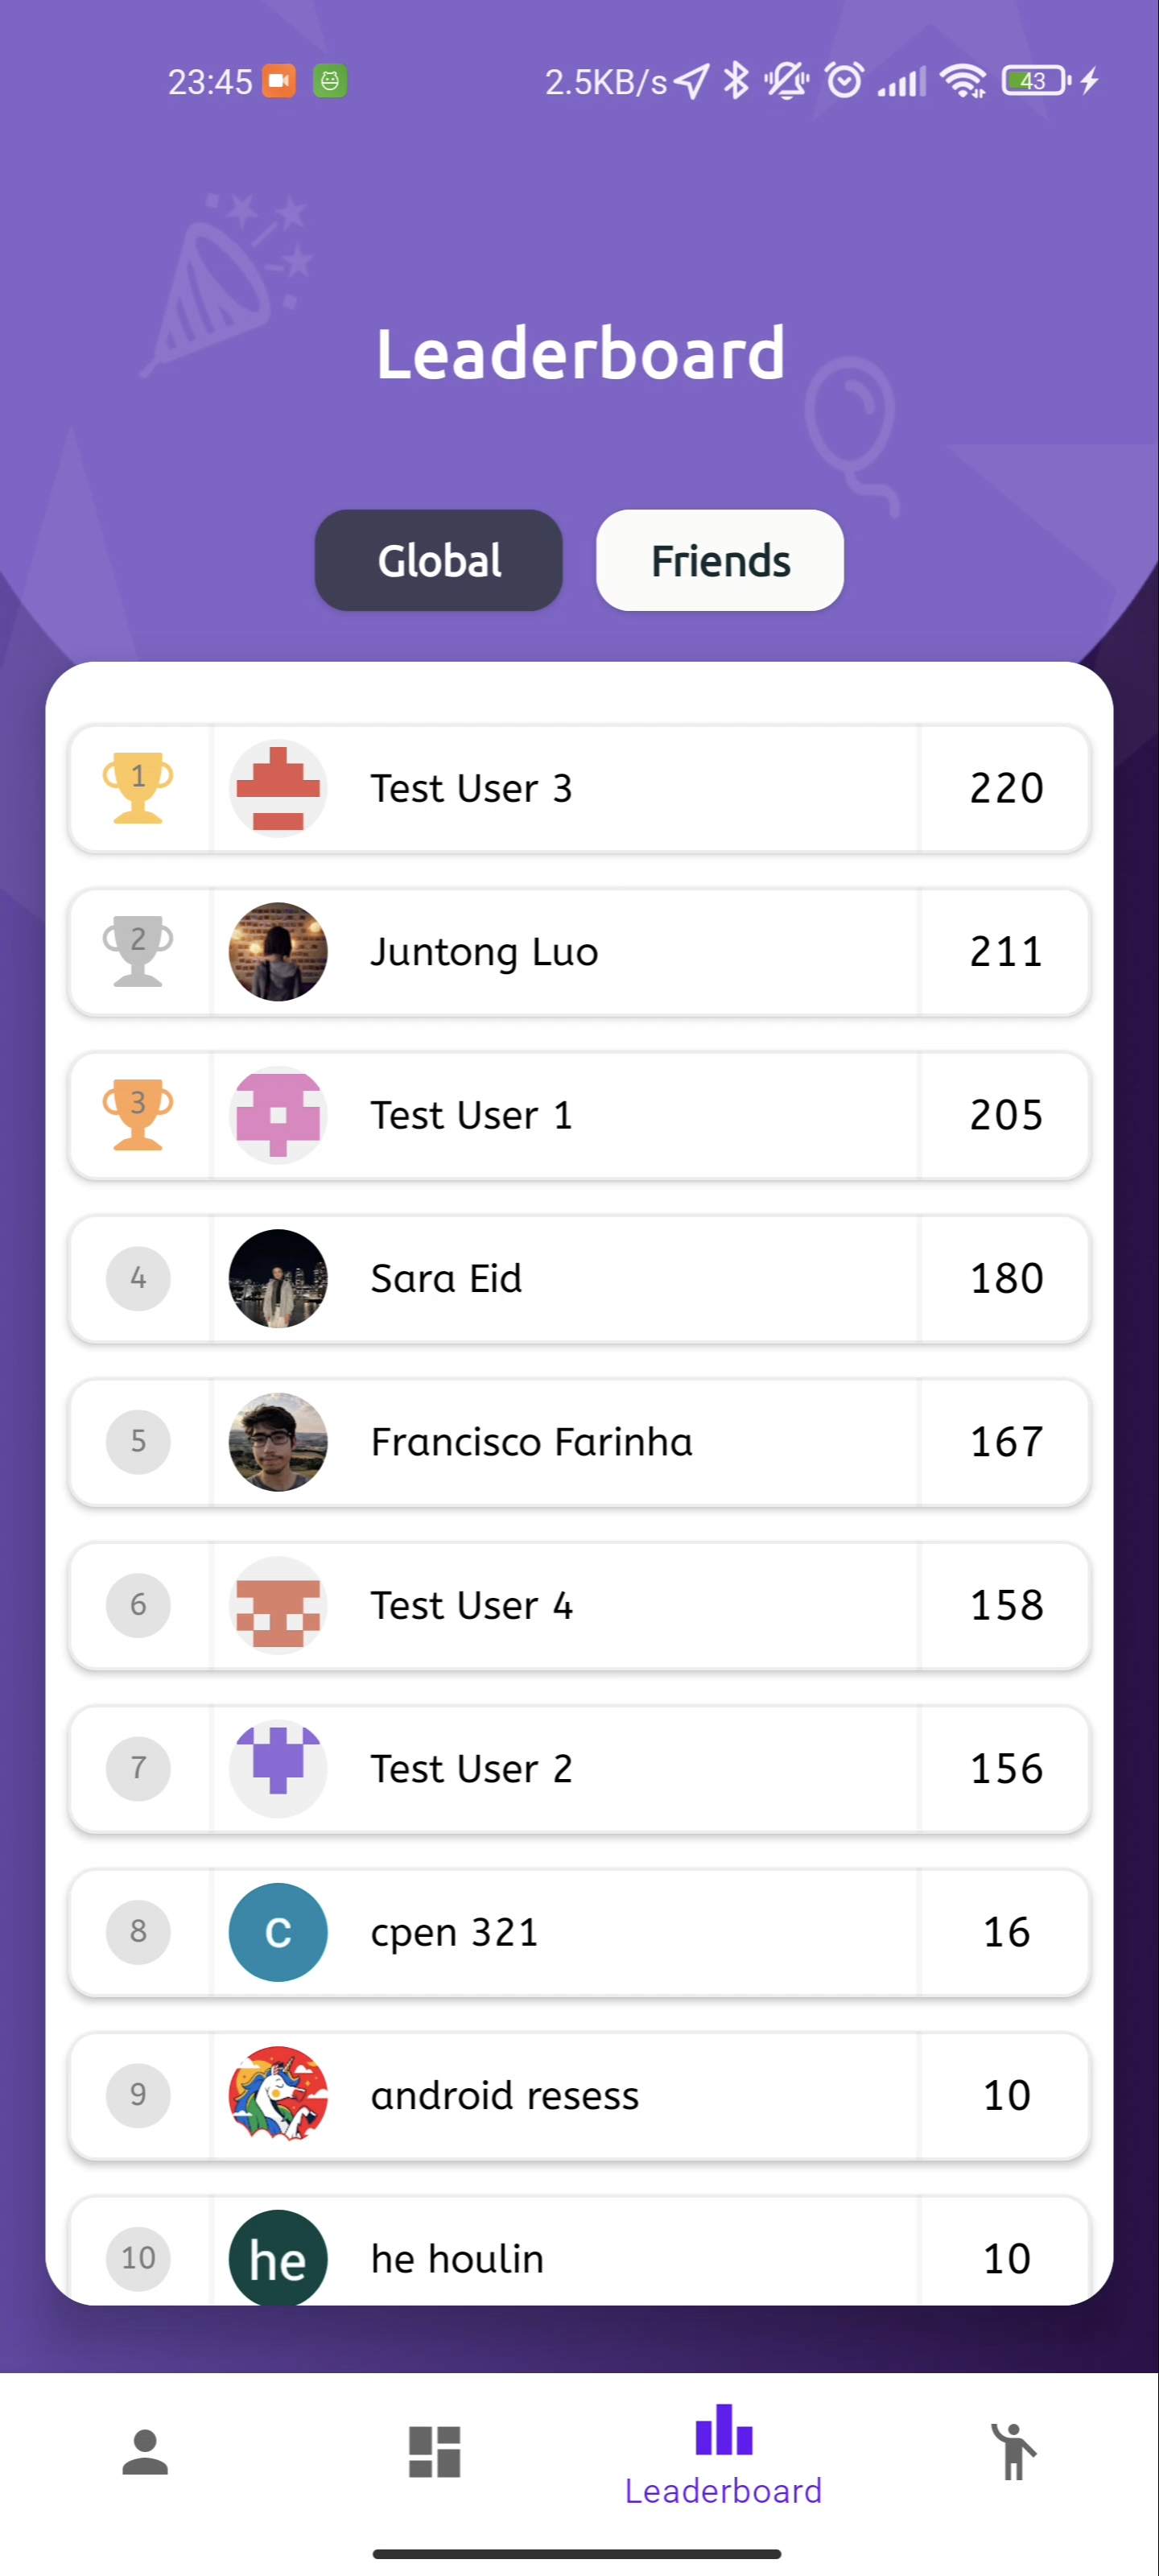 23:45 2.5KB/s 43
Leaderboard
Global Friends
1 Test User 3 220
2 Juntong Luo 211
3 Test User 1 205
4 Sara Eid 180
5 Francisco Farinha 167
6 Test User 4 158
7 Test User 2 156
8 C cpen 321 16
9 android resess 10
10 he he houlin 10
Leaderboard